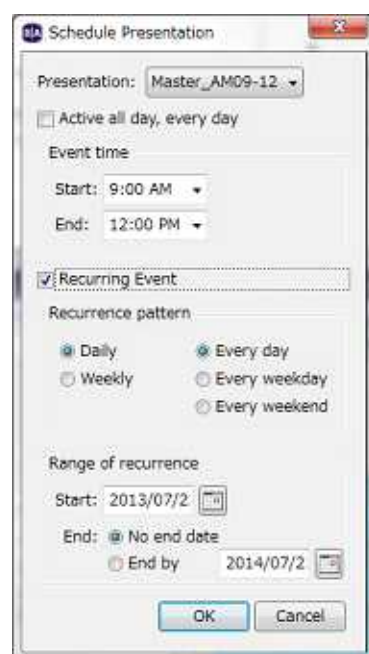 Schedule Presentation
Presentation: Master_AM09-12
Active all day, every day
Event time
Start: 9:00 AM
End: 12:00 PM
Recurring Event
Recurrence pattern
Daily Every day
Weekly Every weekday
Every weekend
Range of recurrence
Start: 2013/07/2
End: No end date
End by 2014/07/2
OK Cancel